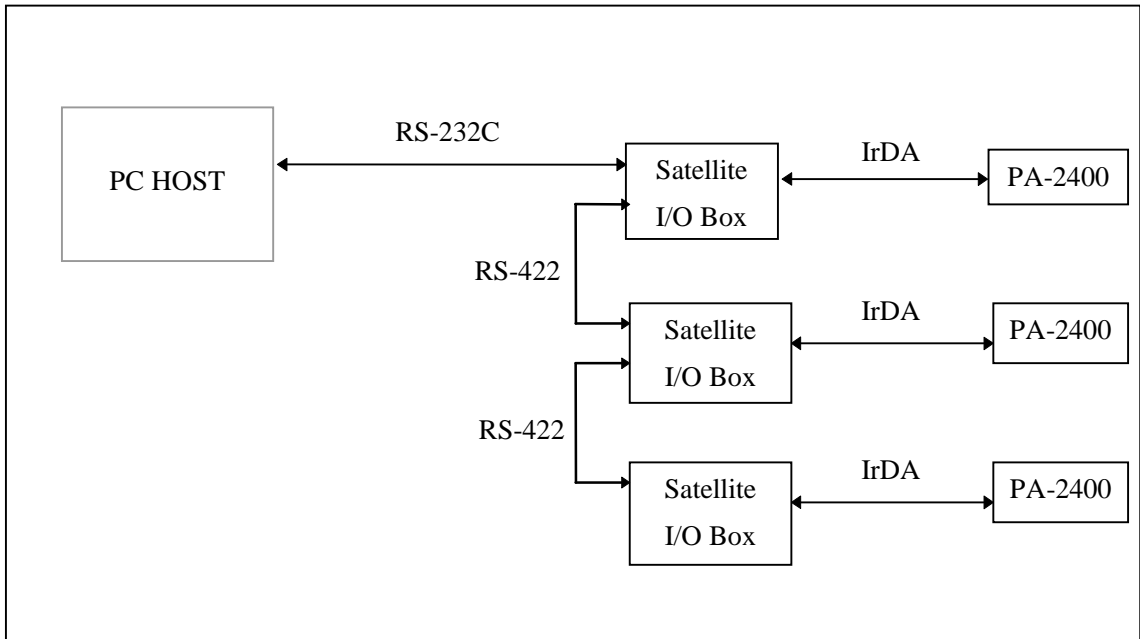 RS-232C
PC HOST
Satellite
I/O Box
IrDA
PA-2400
RS-422
Satellite
I/O Box
IrDA
PA-2400
RS-422
Satellite
I/O Box
IrDA
PA-2400